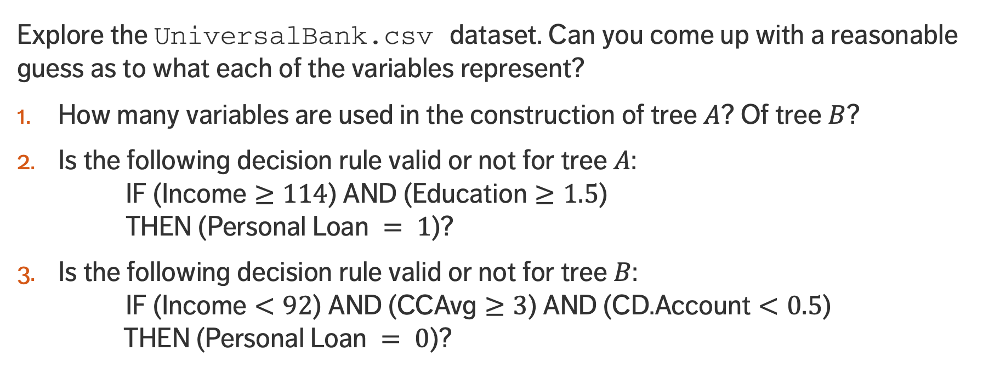 Explore the UniversalBank.csv dataset. Can you come up with a reasonable
guess as to what each of the variables represent?
1. How many variables are used in the construction of tree A? Of tree B?
2. Is the following decision rule valid or not for tree A:
IF (Income ≥ 114) AND (Education ≥ 1.5)
THEN (Personal Loan = 1)?
3. Is the following decision rule valid or not for tree B:
IF (Income < 92) AND (CCAvg ≥ 3) AND (CD.Account < 0.5)
THEN (Personal Loan = 0)?